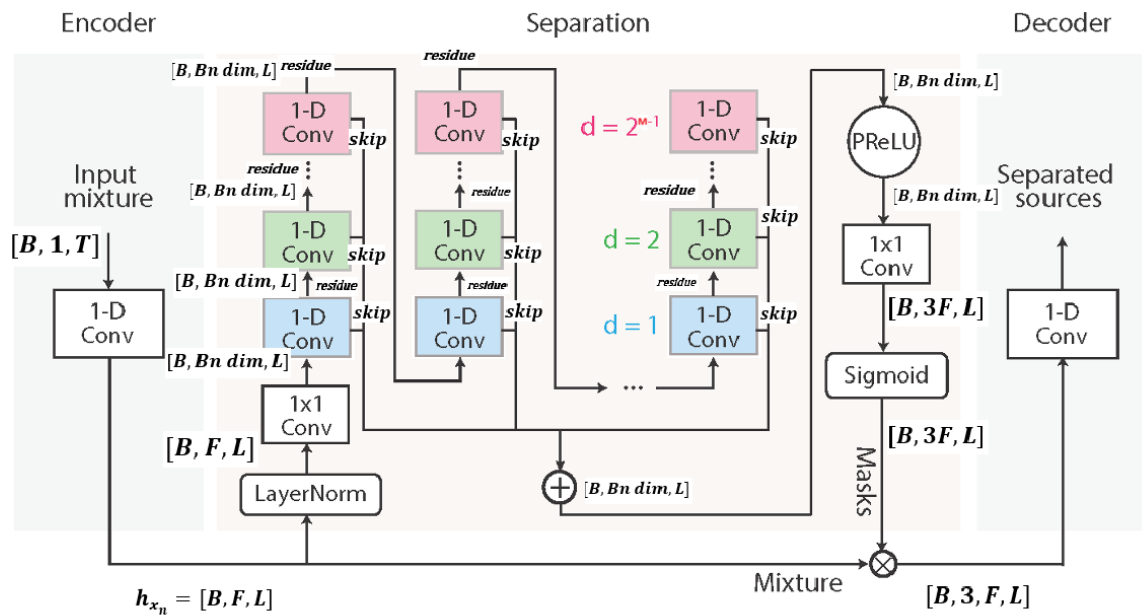 Encoder
Separation
Decoder
residue
[B, Bn dim, L]
residue
[B, Bn dim, L]
1-D
Conv
1-D
Conv
d = 2ᴹ⁻¹
1-D
Conv
skip
skip
skip
PReLU
residue
[B, Bn dim, L]
residue
residue
[B, Bn dim, L]
Input
mixture
Separated
sources
1-D
Conv
1-D
Conv
d = 2
1-D
Conv
skip
skip
skip
1x1
Conv
[B, 1, T]
[B, Bn dim, L]
residue
residue
residue
1-D
Conv
1-D
Conv
1-D
Conv
d = 1
1-D
Conv
skip
skip
skip
[B, 3F, L]
1-D
Conv
[B, Bn dim, L]
Sigmoid
1x1
Conv
[B, F, L]
[B, 3F, L]
LayerNorm
[B, Bn dim, L]
Masks
Mixture
hₓₙ = [B, F, L]
[B, 3, F, L]